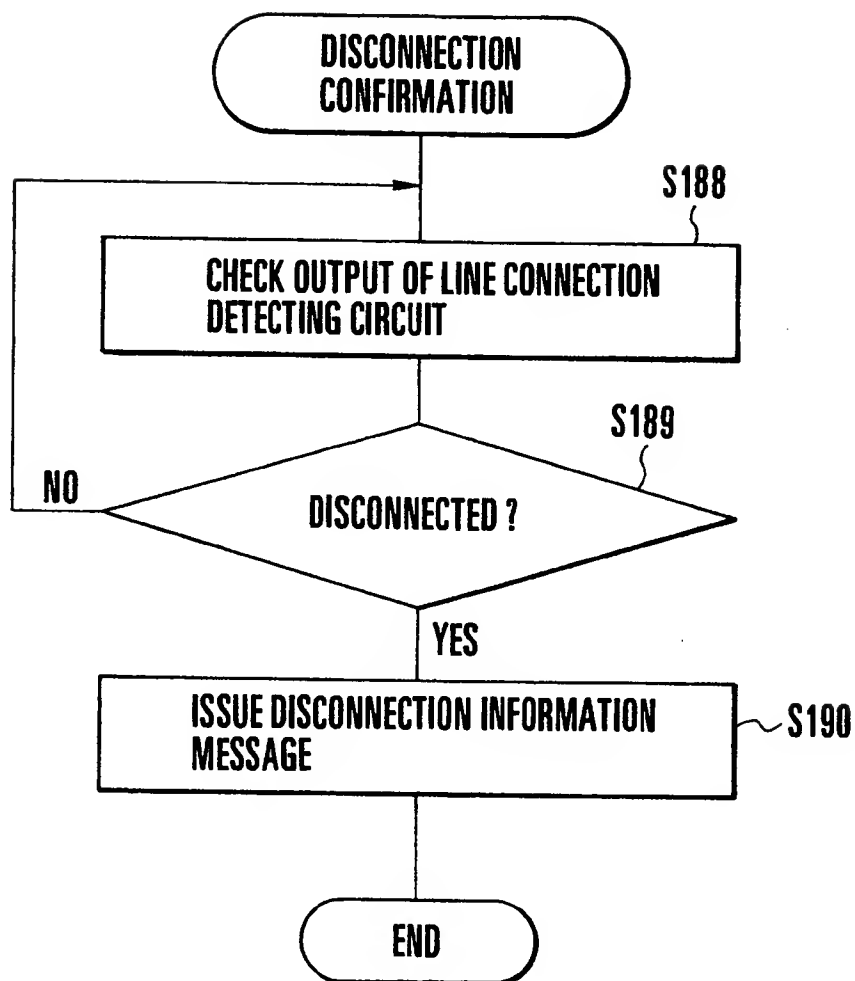 DISCONNECTION
CONFIRMATION
S188
CHECK OUTPUT OF LINE CONNECTION
DETECTING CIRCUIT
S189
NO
DISCONNECTED ?
YES
ISSUE DISCONNECTION INFORMATION
MESSAGE
S190
END